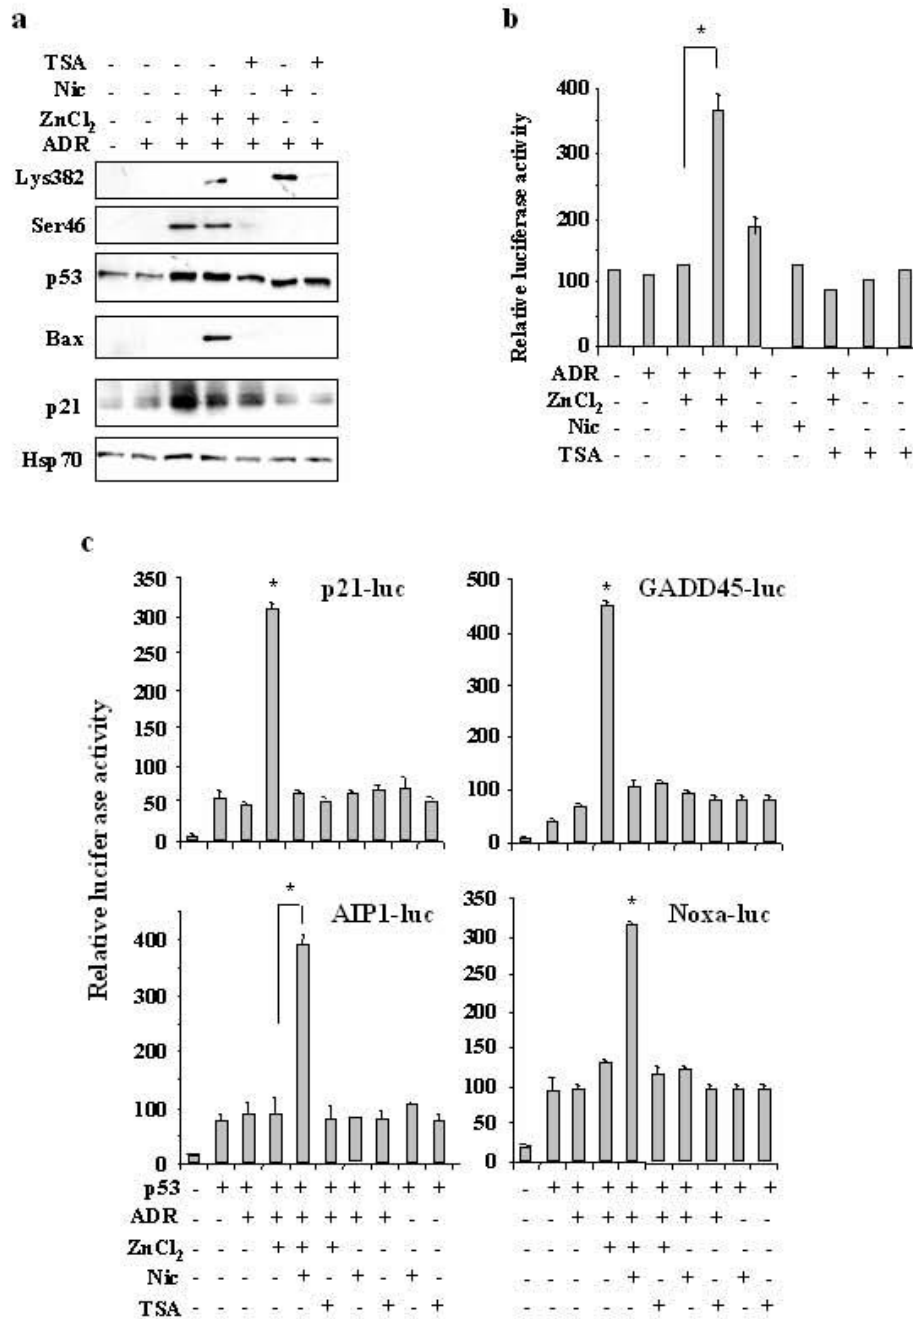 a
TSA - - - - + - +
Nic - - - + - + -
ZnCl2 - - + + + - -
ADR - + + + + + +
Lys382
Ser46
p53
Bax
p21
Hsp 70
b
*
Relative luciferase activity
400
300
200
100
0
ADR - + + + + - + + -
ZnCl2 - - + + - - + - -
Nic - - - + + + - - -
TSA - - - - - - + + +
c
Relative luciferase activity
p21-luc
*
350
300
250
200
150
100
50
0
GADD45-luc
*
500
400
300
200
100
0
AIP1-luc
*
400
300
200
100
0
Noxa-luc
*
350
300
250
200
150
100
50
0
p53 - + + + + + + + + + - + + + + + + + + +
ADR - - + + + + + + - - - - + + + + + + - -
ZnCl2 - - - + + + - - - - - - - + + + - - - -
Nic - - - - + - + - + - - - - - + - + - + -
TSA - - - - - + - + - + - - - - - + - + - +